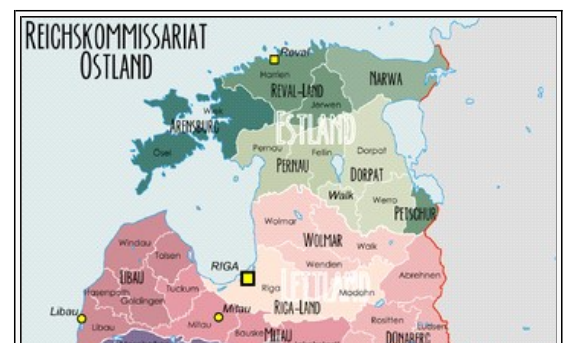 REICHSKOMMISSARIAT
OSTLAND
Reval
Harrien
NARWA
REVAL-LAND
Jerwen
Wiek
ARENSBURG
ESTLAND
Ösel
Pernau
Fellin
Dorpat
PERNAU
DORPAT
Walk
Werro
PETSCHUR
Wolmar
WOLMAR
Walk
Windau
Talsen
RIGA
Wenden
LETTLAND
Abrehnen
LIBAU
Hasenpoth
Tuckum
Goldingen
Riga
Modohn
RIGA-LAND
Libau
Mitau
Libau
Mitau
Bauske
MITAU
Rositten
Ludsen
DÜNABERG